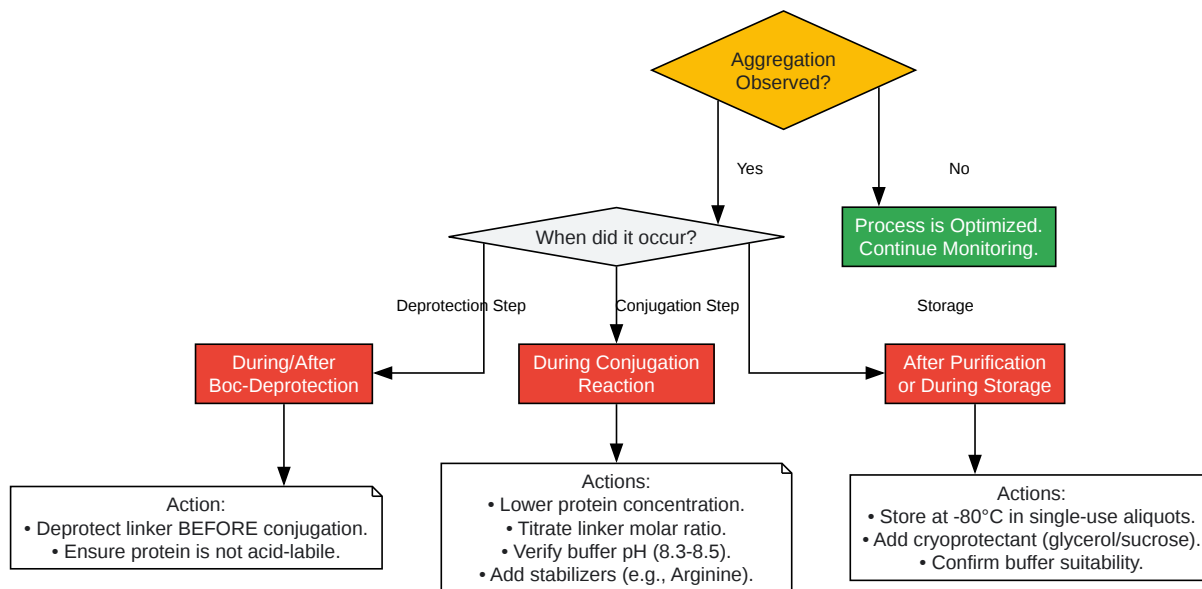 Aggregation
Observed?
Yes
No
Process is Optimized.
Continue Monitoring.
When did it occur?
Deprotection Step
Conjugation Step
Storage
During/After
Boc-Deprotection
During Conjugation
Reaction
After Purification
or During Storage
Action:
• Deprotect linker BEFORE conjugation.
• Ensure protein is not acid-labile.
Actions:
• Lower protein concentration.
• Titrate linker molar ratio.
• Verify buffer pH (8.3-8.5).
• Add stabilizers (e.g., Arginine).
Actions:
• Store at -80°C in single-use aliquots.
• Add cryoprotectant (glycerol/sucrose).
• Confirm buffer suitability.